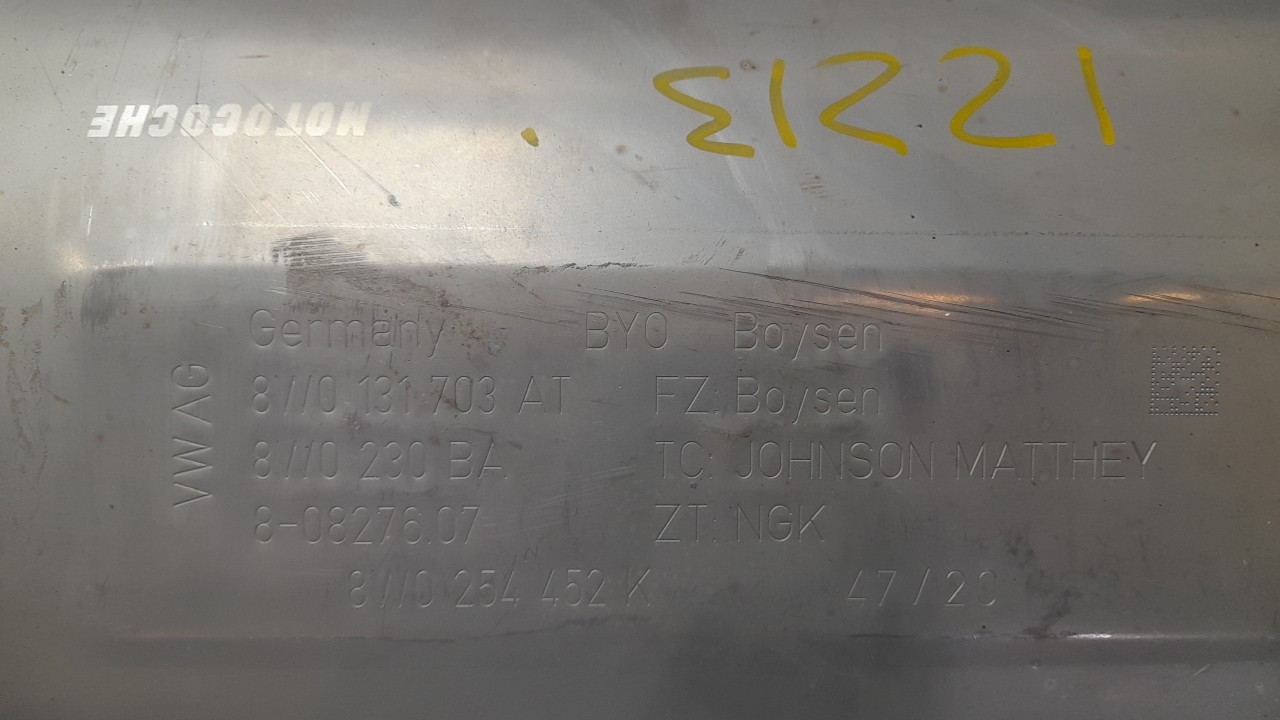 MOTOCOCHE
12213
Germany BYO Boysen
VW AG
8W0 131 703 AT FZ: Boysen
8W0 230 BA TC: JOHNSON MATTHEY
8-08276.07 ZT: NGK
8W0 254 452 K 47/20